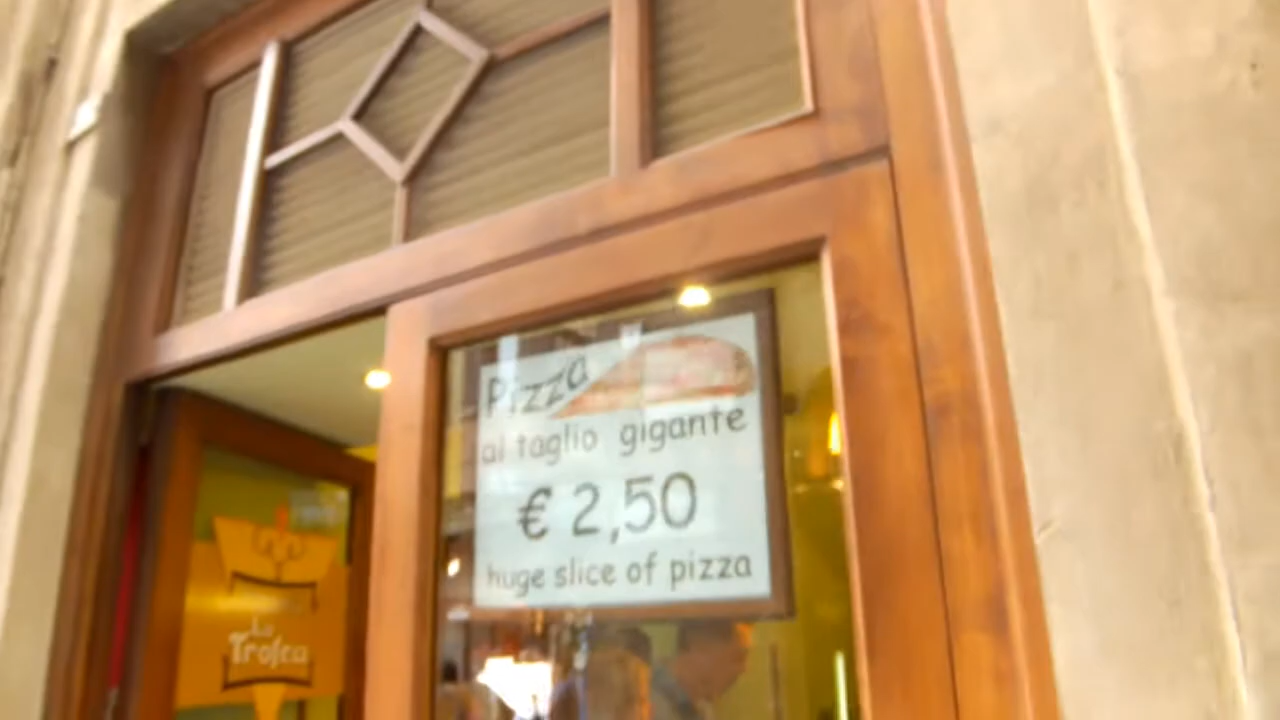 Pizza
al taglio gigante
€ 2,50
huge slice of pizza
La
Trofea